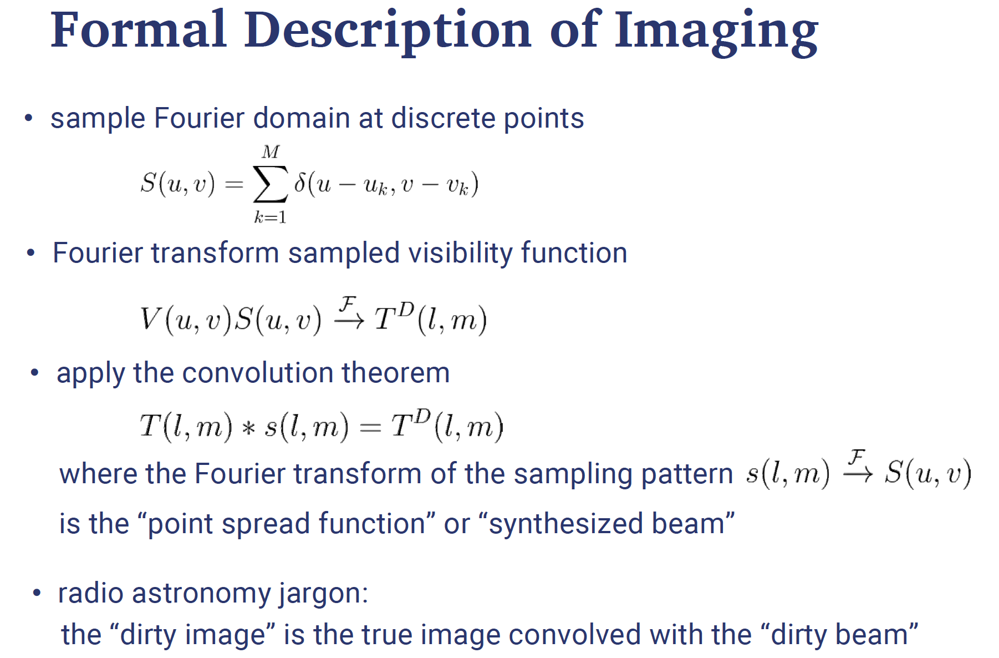 Formal Description of Imaging
• sample Fourier domain at discrete points
$S(u, v) = \sum_{k=1}^{M} \delta(u - u_k, v - v_k)$
• Fourier transform sampled visibility function
$V(u, v)S(u, v) \xrightarrow{\mathcal{F}} T^D(l, m)$
• apply the convolution theorem
$T(l, m) * s(l, m) = T^D(l, m)$
where the Fourier transform of the sampling pattern $s(l, m) \xrightarrow{\mathcal{F}} S(u, v)$
is the “point spread function” or “synthesized beam”
• radio astronomy jargon:
the “dirty image” is the true image convolved with the “dirty beam”